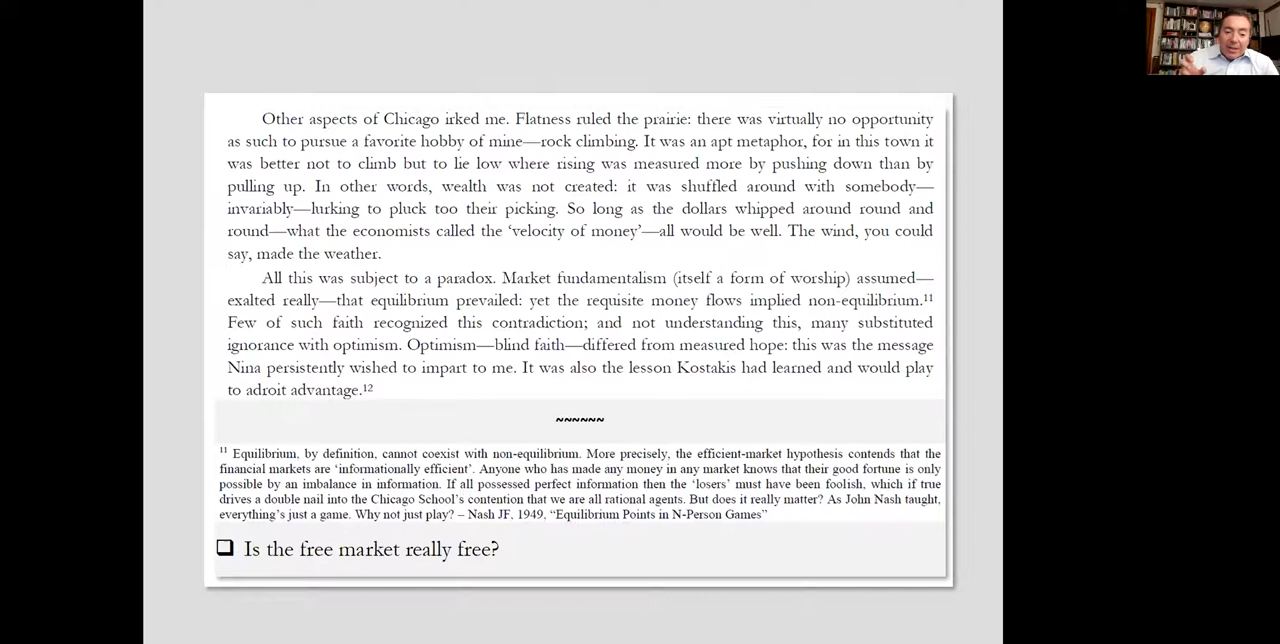 Other aspects of Chicago irked me. Flatness ruled the prairie: there was virtually no opportunity
as such to pursue a favorite hobby of mine—rock climbing. It was an apt metaphor, for in this town it
was better not to climb but to lie low where rising was measured more by pushing down than by
pulling up. In other words, wealth was not created: it was shuffled around with somebody—
invariably—lurking to pluck too their picking. So long as the dollars whipped around round and
round—what the economists called the ‘velocity of money’—all would be well. The wind, you could
say, made the weather.
All this was subject to a paradox. Market fundamentalism (itself a form of worship) assumed—
exalted really—that equilibrium prevailed: yet the requisite money flows implied non-equilibrium.¹¹
Few of such faith recognized this contradiction; and not understanding this, many substituted
ignorance with optimism. Optimism—blind faith—differed from measured hope: this was the message
Nina persistently wished to impart to me. It was also the lesson Kostakis had learned and would play
to adroit advantage.¹²
~~~~~~
¹¹ Equilibrium, by definition, cannot coexist with non-equilibrium. More precisely, the efficient-market hypothesis contends that the
financial markets are ‘informationally efficient’. Anyone who has made any money in any market knows that their good fortune is only
possible by an imbalance in information. If all possessed perfect information then the ‘losers’ must have been foolish, which if true
drives a double nail into the Chicago School’s contention that we are all rational agents. But does it really matter? As John Nash taught,
everything’s just a game. Why not just play? – Nash JF, 1949, “Equilibrium Points in N-Person Games”
❑ Is the free market really free?